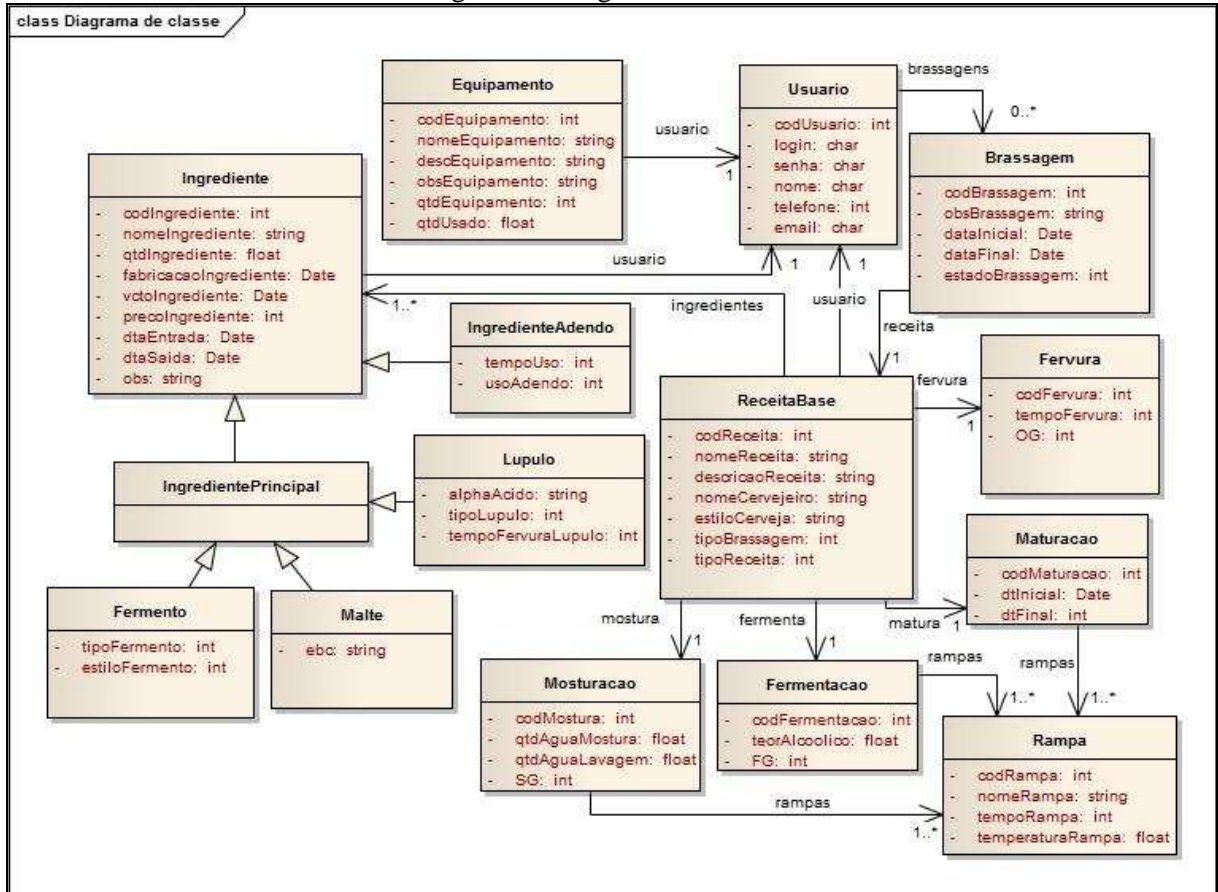 class Diagrama de classe
Equipamento
- codEquipamento: int
- nomeEquipamento: string
- descEquipamento: string
- obsEquipamento: string
- qtdEquipamento: int
- qtdUsado: float
usuario
1
Usuario
- codUsuario: int
- login: char
- senha: char
- nome: char
- telefone: int
- email: char
brassagens
0..*
Brassagem
- codBrassagem: int
- obsBrassagem: string
- dataInicial: Date
- dataFinal: Date
- estadoBrassagem: int
Ingrediente
- codIngrediente: int
- nomeIngrediente: string
- qtdIngrediente: float
- fabricacaoIngrediente: Date
- vctoIngrediente: Date
- precoIngrediente: int
- dtaEntrada: Date
- dtaSaida: Date
- obs: string
usuario
1
1..*
ingredientes
1
usuario
receita
1
IngredienteAdendo
- tempoUso: int
- usoAdendo: int
ReceitaBase
- codReceita: int
- nomeReceita: string
- descricaoReceita: string
- nomeCervejeiro: string
- estiloCerveja: string
- tipoBrassagem: int
- tipoReceita: int
fervura
1
Fervura
- codFervura: int
- tempoFervura: int
- OG: int
IngredientePrincipal
Lupulo
- alphaAcido: string
- tipoLupulo: int
- tempoFervuraLupulo: int
Maturacao
- codMaturacao: int
- dtInicial: Date
- dtFinal: int
Fermento
- tipoFermento: int
- estiloFermento: int
Malte
- ebc: string
mostura
1
fermenta
1
matura
1
Mosturacao
- codMostura: int
- qtdAguaMostura: float
- qtdAguaLavagem: float
- SG: int
Fermentacao
- codFermentacao: int
- teorAlcoolico: float
- FG: int
rampas
1..*
rampas
1..*
Rampa
- codRampa: int
- nomeRampa: string
- tempoRampa: int
- temperaturaRampa: float
rampas
1..*